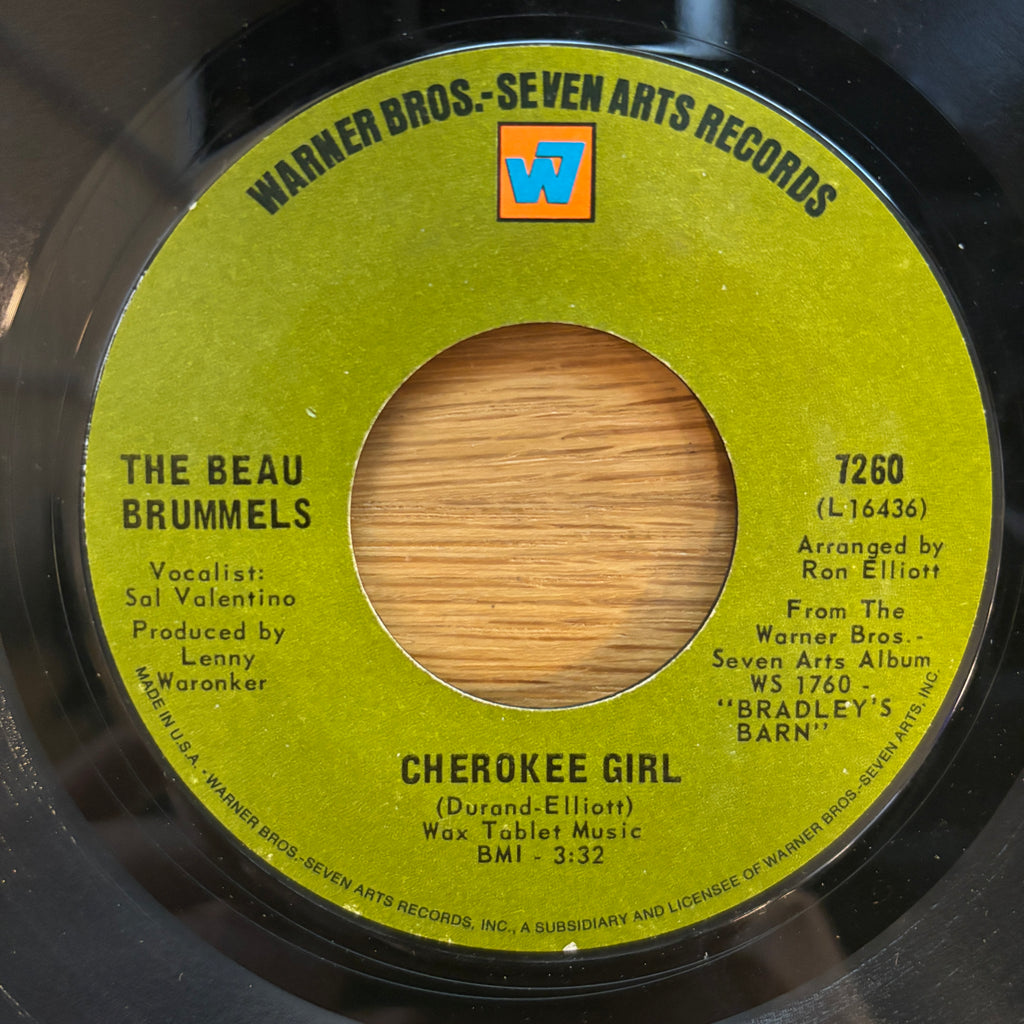 WARNER BROS.-SEVEN ARTS RECORDS
W7
THE BEAU
BRUMMELS
Vocalist:
Sal Valentino
Produced by
Lenny
Waronker
7260
(L-16436)
Arranged by
Ron Elliott
From The
Warner Bros.-
Seven Arts Album
WS 1760 -
"BRADLEY'S
BARN"
CHEROKEE GIRL
(Durand-Elliott)
Wax Tablet Music
BMI - 3:32
MADE IN U.S.A. · WARNER BROS.-SEVEN ARTS RECORDS, INC., A SUBSIDIARY AND LICENSEE OF WARNER BROS.-SEVEN ARTS, INC.